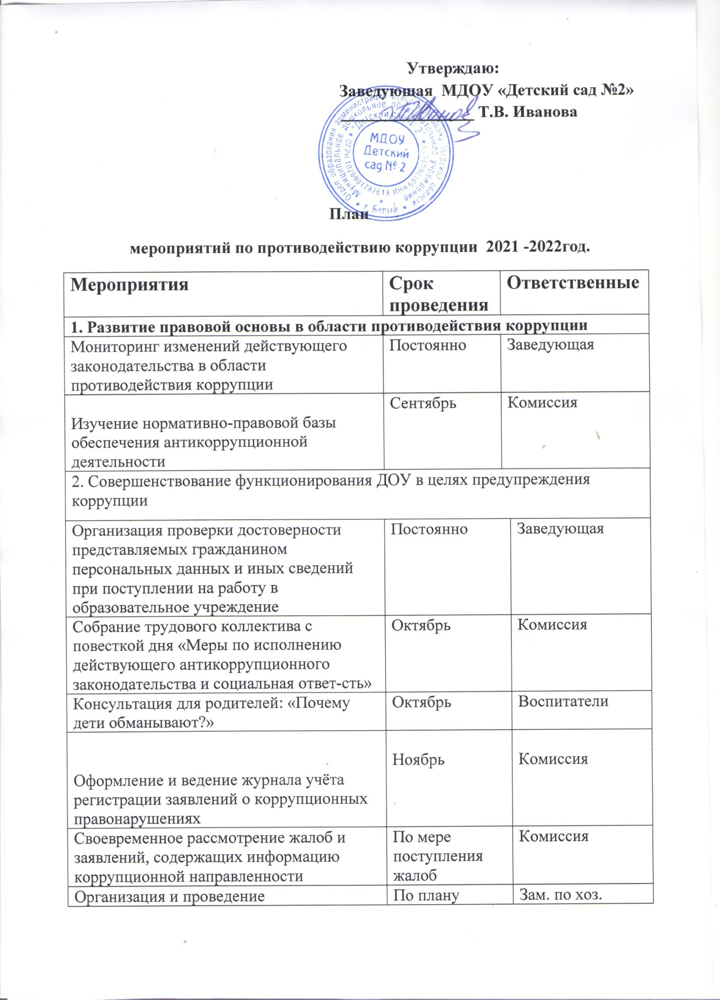 Утверждаю:
Заведующая МДОУ «Детский сад №2»
Т.В. Иванова
МДОУ
Детский
сад № 2
г. Белый
План
мероприятий по противодействию коррупции 2021 -2022год.
Мероприятия
Срок
проведения
Ответственные
1. Развитие правовой основы в области противодействия коррупции
Мониторинг изменений действующего
законодательства в области
противодействия коррупции
Постоянно
Заведующая
Изучение нормативно-правовой базы
обеспечения антикоррупционной
деятельности
Сентябрь
Комиссия
2. Совершенствование функционирования ДОУ в целях предупреждения
коррупции
Организация проверки достоверности
представляемых гражданином
персональных данных и иных сведений
при поступлении на работу в
образовательное учреждение
Постоянно
Заведующая
Собрание трудового коллектива с
повесткой дня «Меры по исполнению
действующего антикоррупционного
законодательства и социальная ответ-сть»
Октябрь
Комиссия
Консультация для родителей: «Почему
дети обманывают?»
Октябрь
Воспитатели
Оформление и ведение журнала учёта
регистрации заявлений о коррупционных
правонарушениях
Ноябрь
Комиссия
Своевременное рассмотрение жалоб и
заявлений, содержащих информацию
коррупционной направленности
По мере
поступления
жалоб
Комиссия
Организация и проведение
По плану
Зам. по хоз.